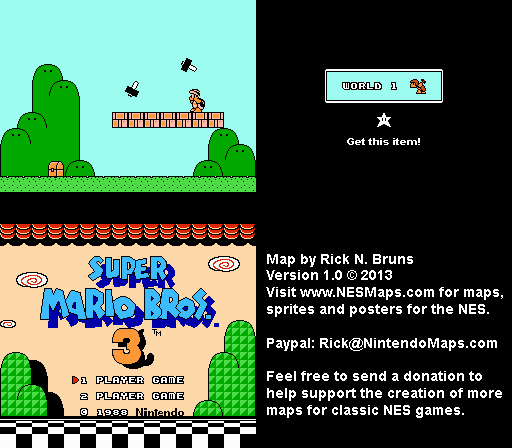 WORLD 1
Get this item!
SUPER
MARIO BROS.
TM
3
1 PLAYER GAME
2 PLAYER GAME
© 1988 Nintendo
Map by Rick N. Bruns
Version 1.0 © 2013
Visit www.NESMaps.com for maps,
sprites and posters for the NES.
Paypal: Rick@NintendoMaps.com
Feel free to send a donation to
help support the creation of more
maps for classic NES games.